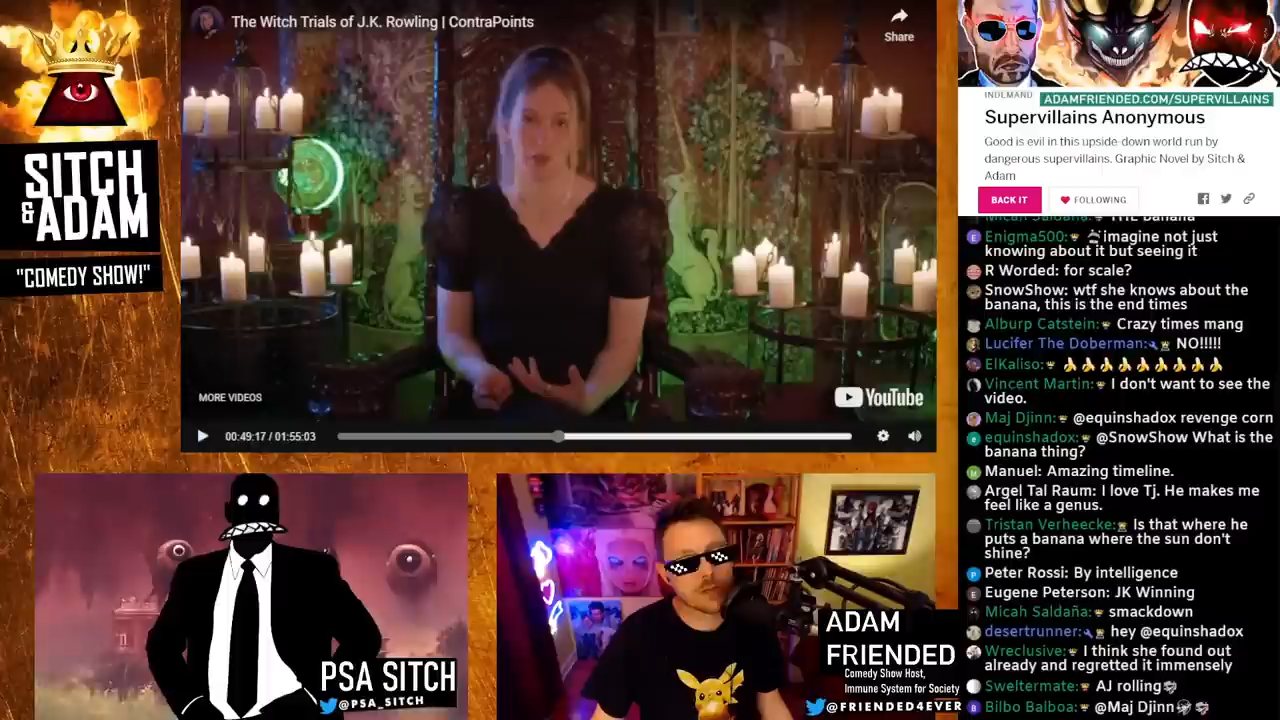 The Witch Trials of J.K. Rowling | ContraPoints
Share
MORE VIDEOS
YouTube
00:49:17 / 01:55:03
SITCH
& ADAM
"COMEDY SHOW!"
PSA SITCH
@PSA_SITCH
ADAM
FRIENDED
Comedy Show Host,
Immune System for Society
@FRIENDED4EVER
INDEMAND
ADAMFRIENDED.COM/SUPERVILLAINS
Supervillains Anonymous
Good is evil in this upside-down world run by
dangerous supervillains. Graphic Novel by Sitch &
Adam
BACK IT
FOLLOWING
Enigma500: imagine not just
knowing about it but seeing it
R Worded: for scale?
SnowShow: wtf she knows about the
banana, this is the end times
Alburp Catstein: Crazy times mang
Lucifer The Doberman: NO!!!!!
ElKaliso: 🍌🍌🍌🍌🍌🍌🍌🍌🍌
Vincent Martin: I don't want to see the
video.
Maj Djinn: @equinshadox revenge corn
equinshadox: @SnowShow What is the
banana thing?
Manuel: Amazing timeline.
Argel Tal Raum: I love Tj. He makes me
feel like a genus.
Tristan Verheecke: Is that where he
puts a banana where the sun don't
shine?
Peter Rossi: By intelligence
Eugene Peterson: JK Winning
Micah Saldaña: smackdown
desertrunner: hey @equinshadox
Wreclusive: I think she found out
already and regretted it immensely
Sweltermate: AJ rolling
Bilbo Balboa: @Maj Djinn